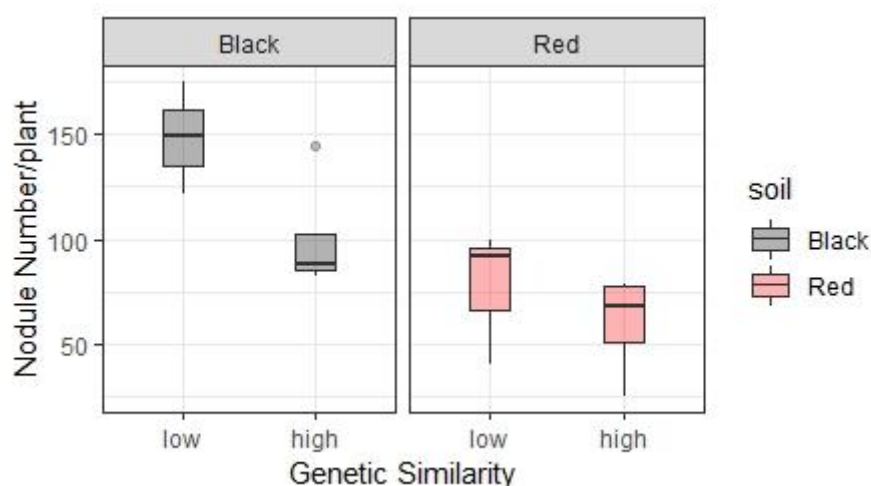 Black
Red
Nodule Number/plant
150
100
50
low
high
low
high
Genetic Similarity
soil
Black
Red